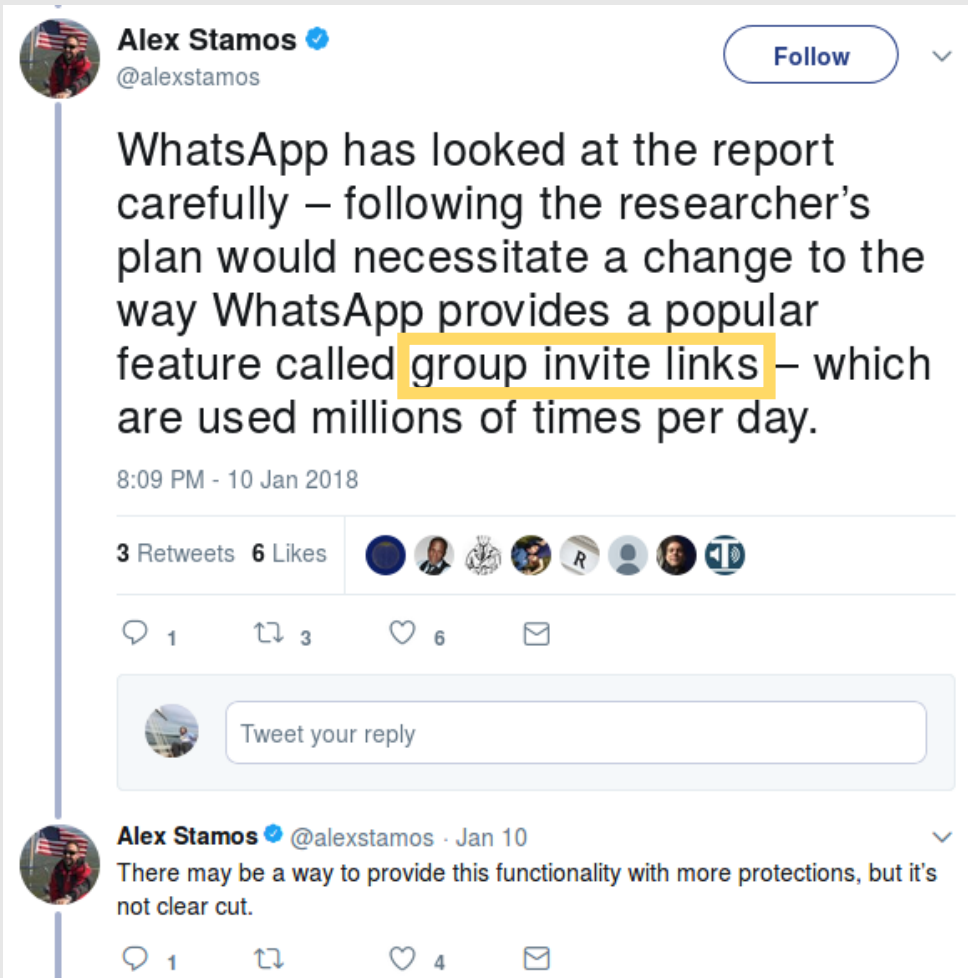 Alex Stamos
@alexstamos
Follow
WhatsApp has looked at the report
carefully – following the researcher’s
plan would necessitate a change to the
way WhatsApp provides a popular
feature called group invite links – which
are used millions of times per day.
8:09 PM - 10 Jan 2018
3 Retweets 6 Likes
R
1 3 6
Tweet your reply
Alex Stamos @alexstamos · Jan 10
There may be a way to provide this functionality with more protections, but it’s
not clear cut.
1 4